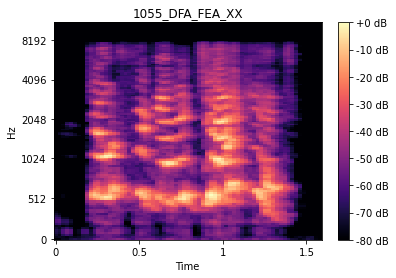 1055_DFA_FEA_XX
+0 dB
8192
-10 dB
4096
-20 dB
-30 dB
2048
Hz
-40 dB
1024
-50 dB
512
-60 dB
-70 dB
0
-80 dB
0
0.5
1
1.5
Time